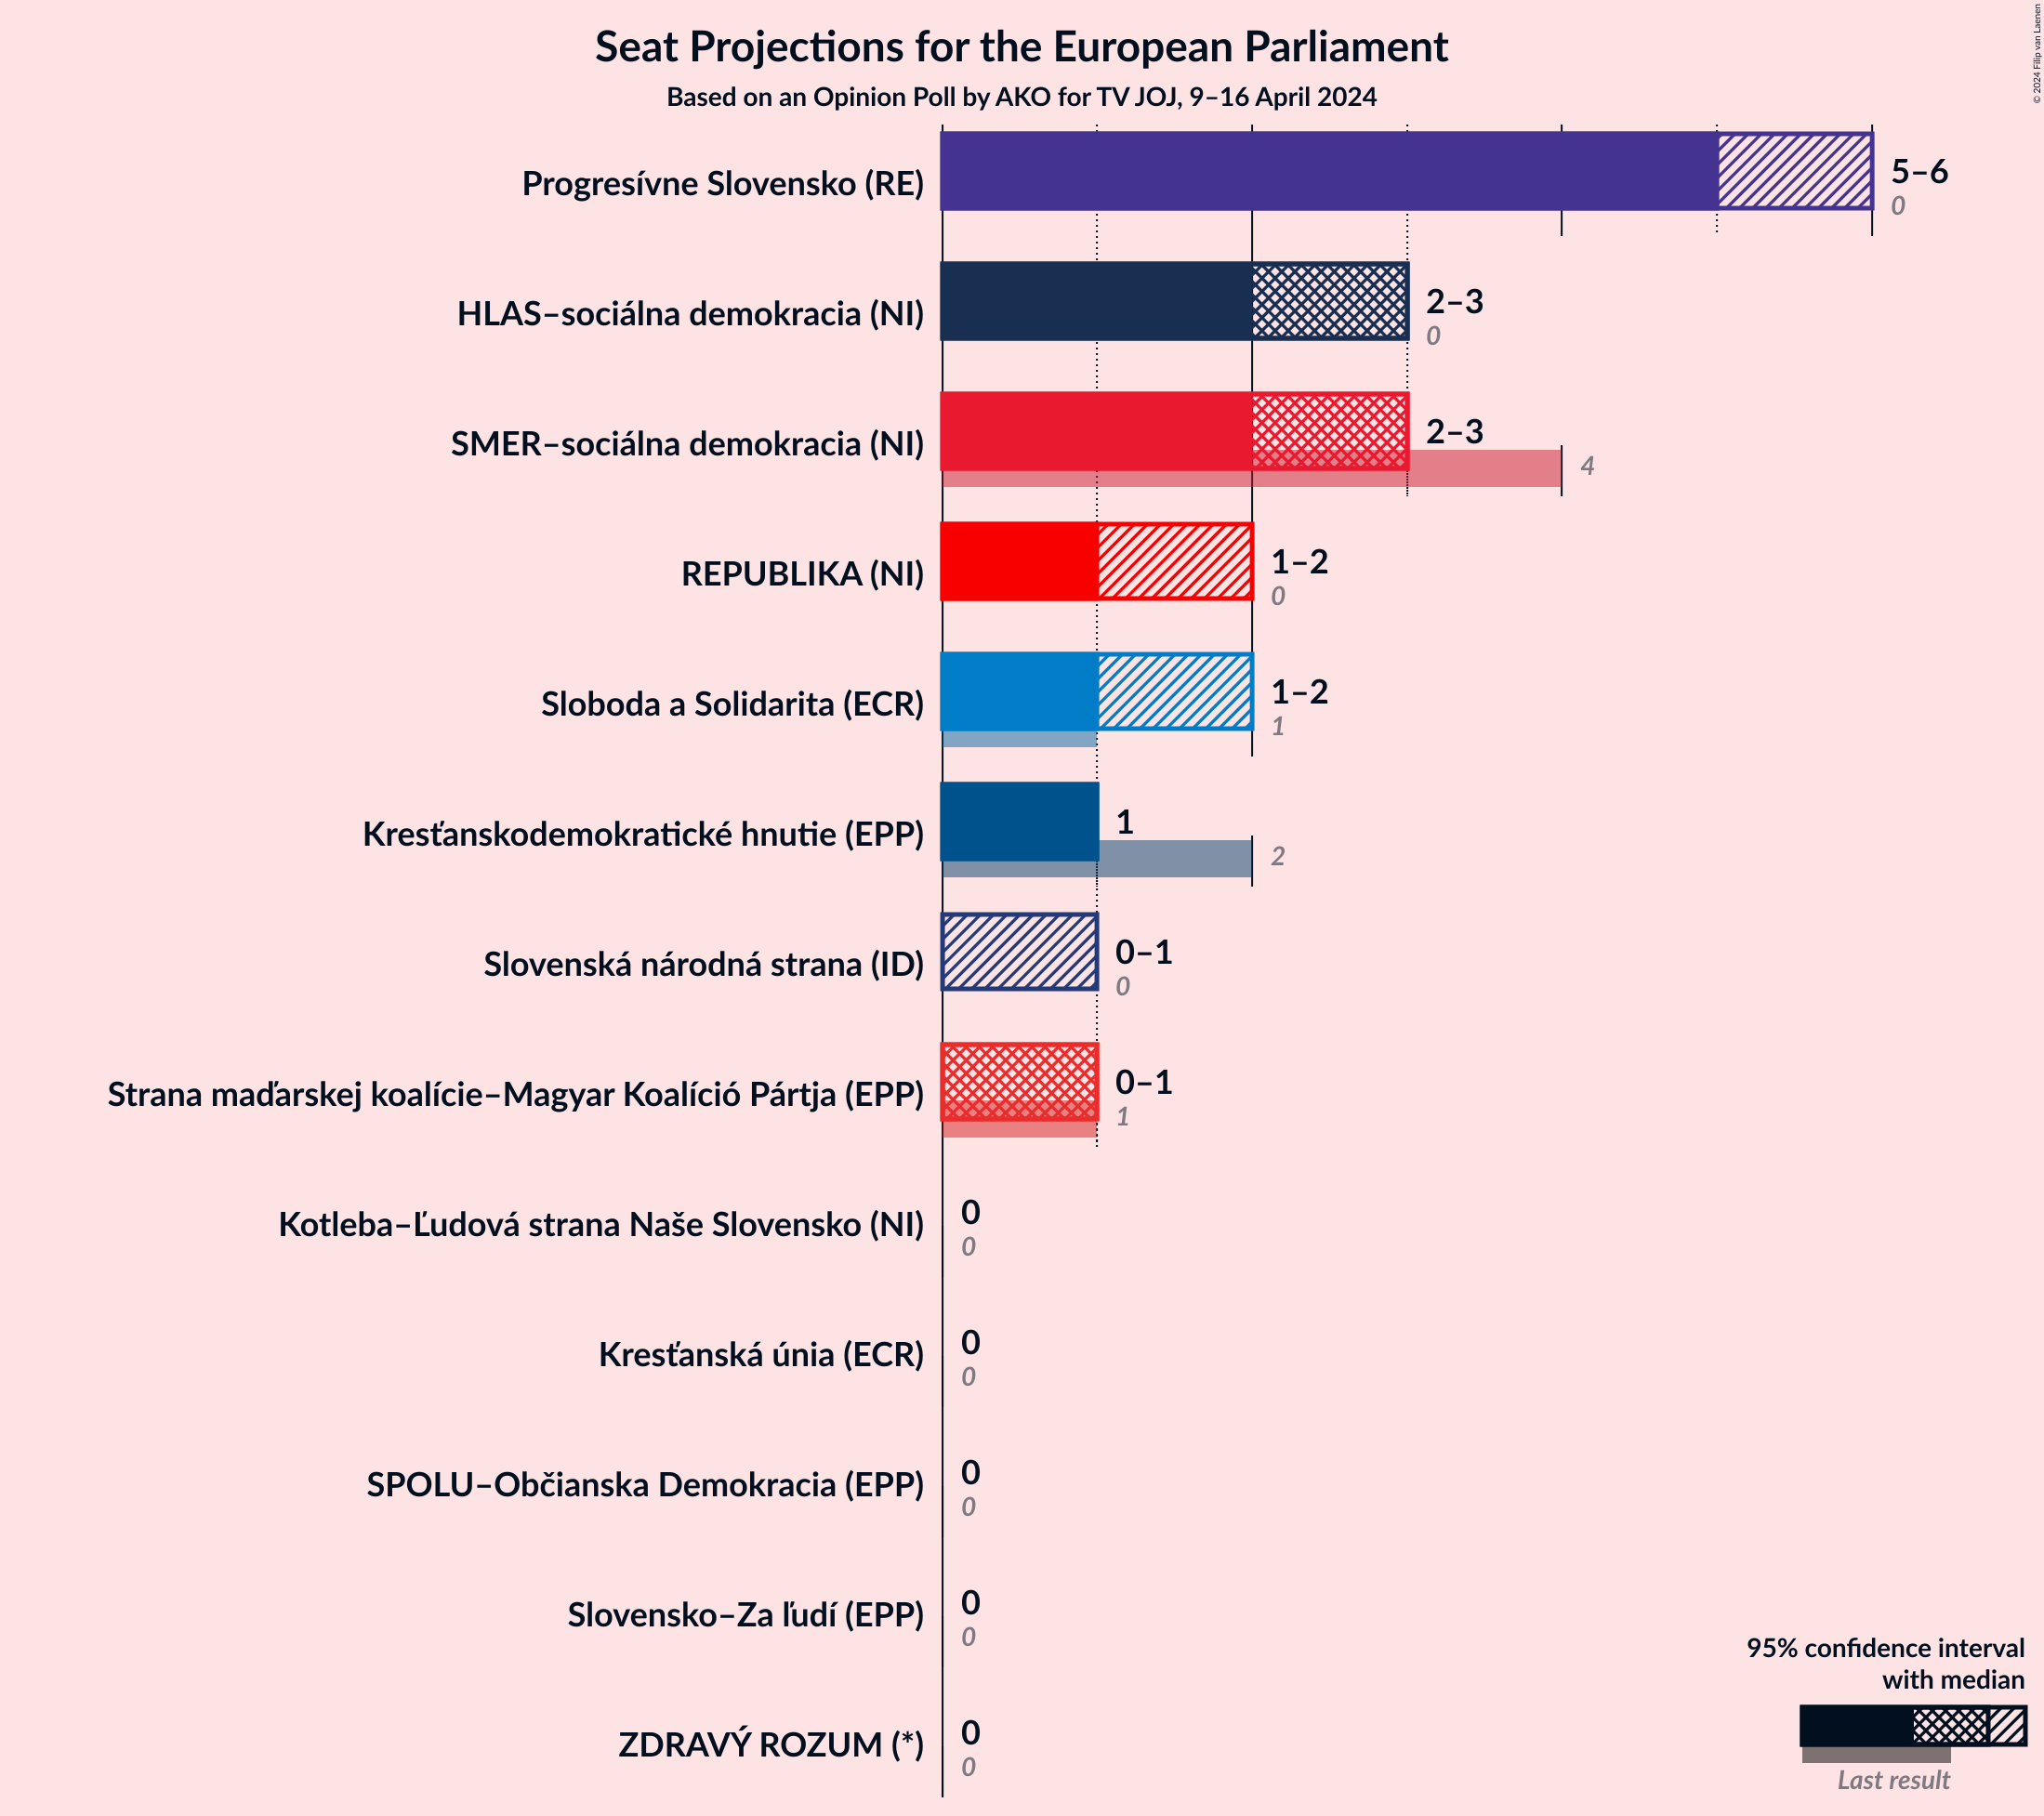 Seat Projections for the European Parliament
Based on an Opinion Poll by AKO for TV JOJ, 9–16 April 2024
© 2024 Filip van Laenen
Progresívne Slovensko (RE)
5–6
0
HLAS–sociálna demokracia (NI)
2–3
0
SMER–sociálna demokracia (NI)
2–3
4
REPUBLIKA (NI)
1–2
0
Sloboda a Solidarita (ECR)
1–2
1
Kresťanskodemokratické hnutie (EPP)
1
2
Slovenská národná strana (ID)
0–1
0
Strana maďarskej koalície–Magyar Koalíció Pártja (EPP)
0–1
1
Kotleba–Ľudová strana Naše Slovensko (NI)
0
0
Kresťanská únia (ECR)
0
0
SPOLU–Občianska Demokracia (EPP)
0
0
Slovensko–Za ľudí (EPP)
0
0
ZDRAVÝ ROZUM (*)
0
0
95% confidence interval
with median
Last result